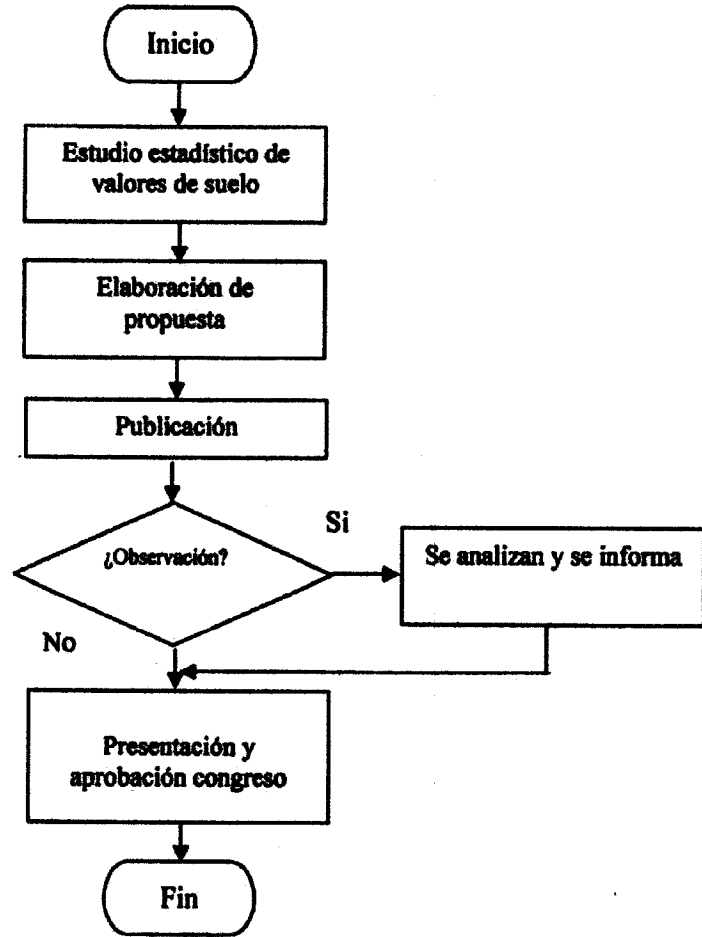 Inicio
Estudio estadístico de
valores de suelo
Elaboración de
propuesta
Publicación
¿Observación?
Si
Se analizan y se informa
No
Presentación y
aprobación congreso
Fin